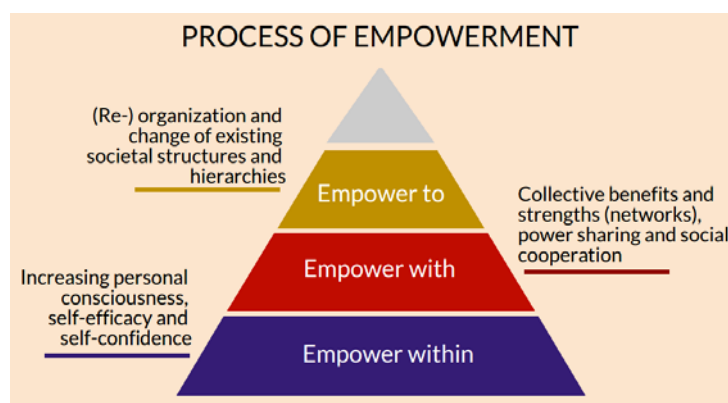 PROCESS OF EMPOWERMENT
(Re-) organization and
change of existing
societal structures and
hierarchies
Empower to
Collective benefits and
strengths (networks),
power sharing and social
cooperation
Empower with
Increasing personal
consciousness,
self-efficacy and
self-confidence
Empower within